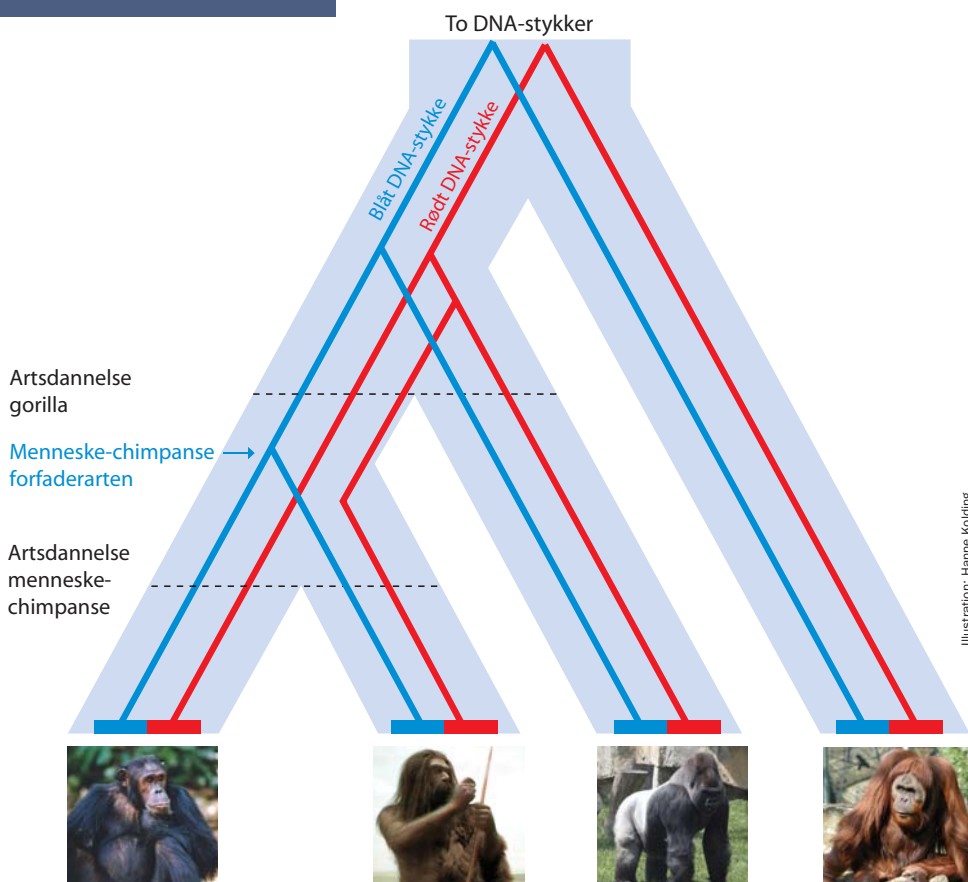 To DNA-stykker
Blåt DNA-stykke
Rødt DNA-stykke
Artsdannelse
gorilla
Menneske-chimpanse
forfaderarten
Artsdannelse
menneske-
chimpanse
Illustration: Hanne Kolding